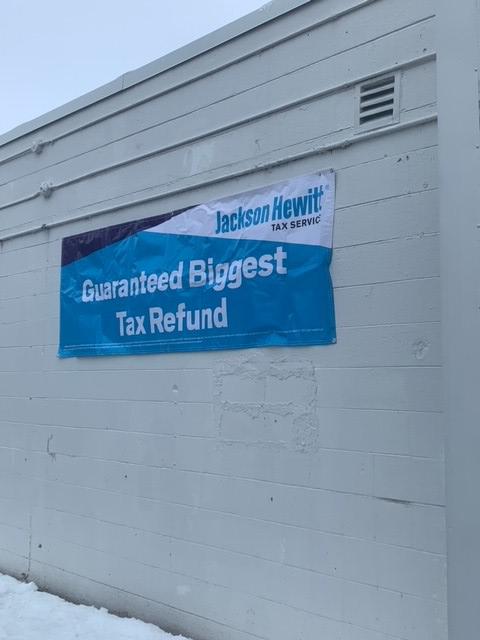 Jackson Hewitt®
TAX SERVIC
Guaranteed Biggest
Tax Refund